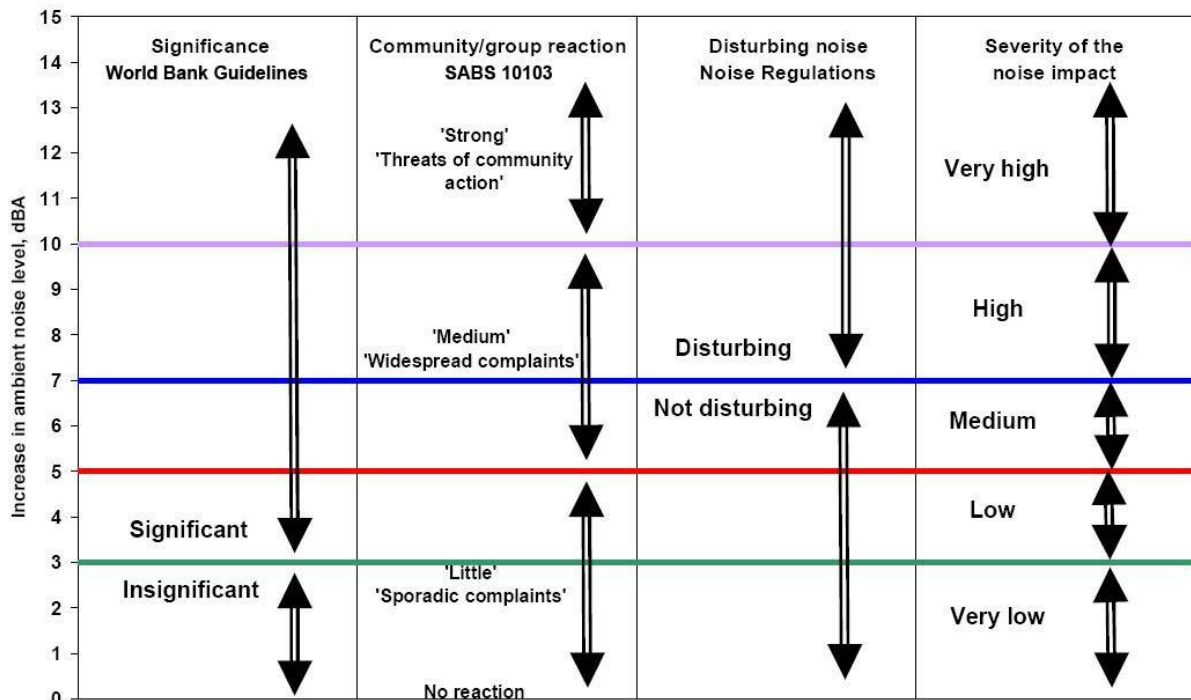 Increase in ambient noise level, dBA
15
14
13
12
11
10
9
8
7
6
5
4
3
2
1
0
Significance
World Bank Guidelines
Significant
Insignificant
Community/group reaction
SABS 10103
'Strong'
'Threats of community
action'
'Medium'
'Widespread complaints'
'Little'
'Sporadic complaints'
No reaction
Disturbing noise
Noise Regulations
Disturbing
Not disturbing
Severity of the
noise impact
Very high
High
Medium
Low
Very low